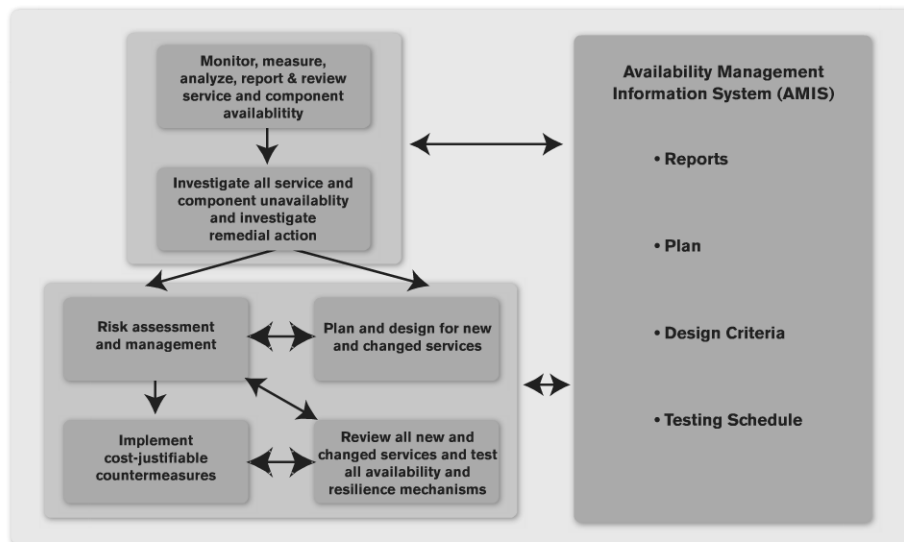 Monitor, measure,
analyze, report & review
service and component
availablitity
Investigate all service and
component unavailablity
and investigate
remedial action
Risk assessment
and management
Plan and design for new
and changed services
Implement
cost-justifiable
countermeasures
Review all new and
changed services and test
all availability and
resilience mechanisms
Availability Management
Information System (AMIS)
• Reports
• Plan
• Design Criteria
• Testing Schedule